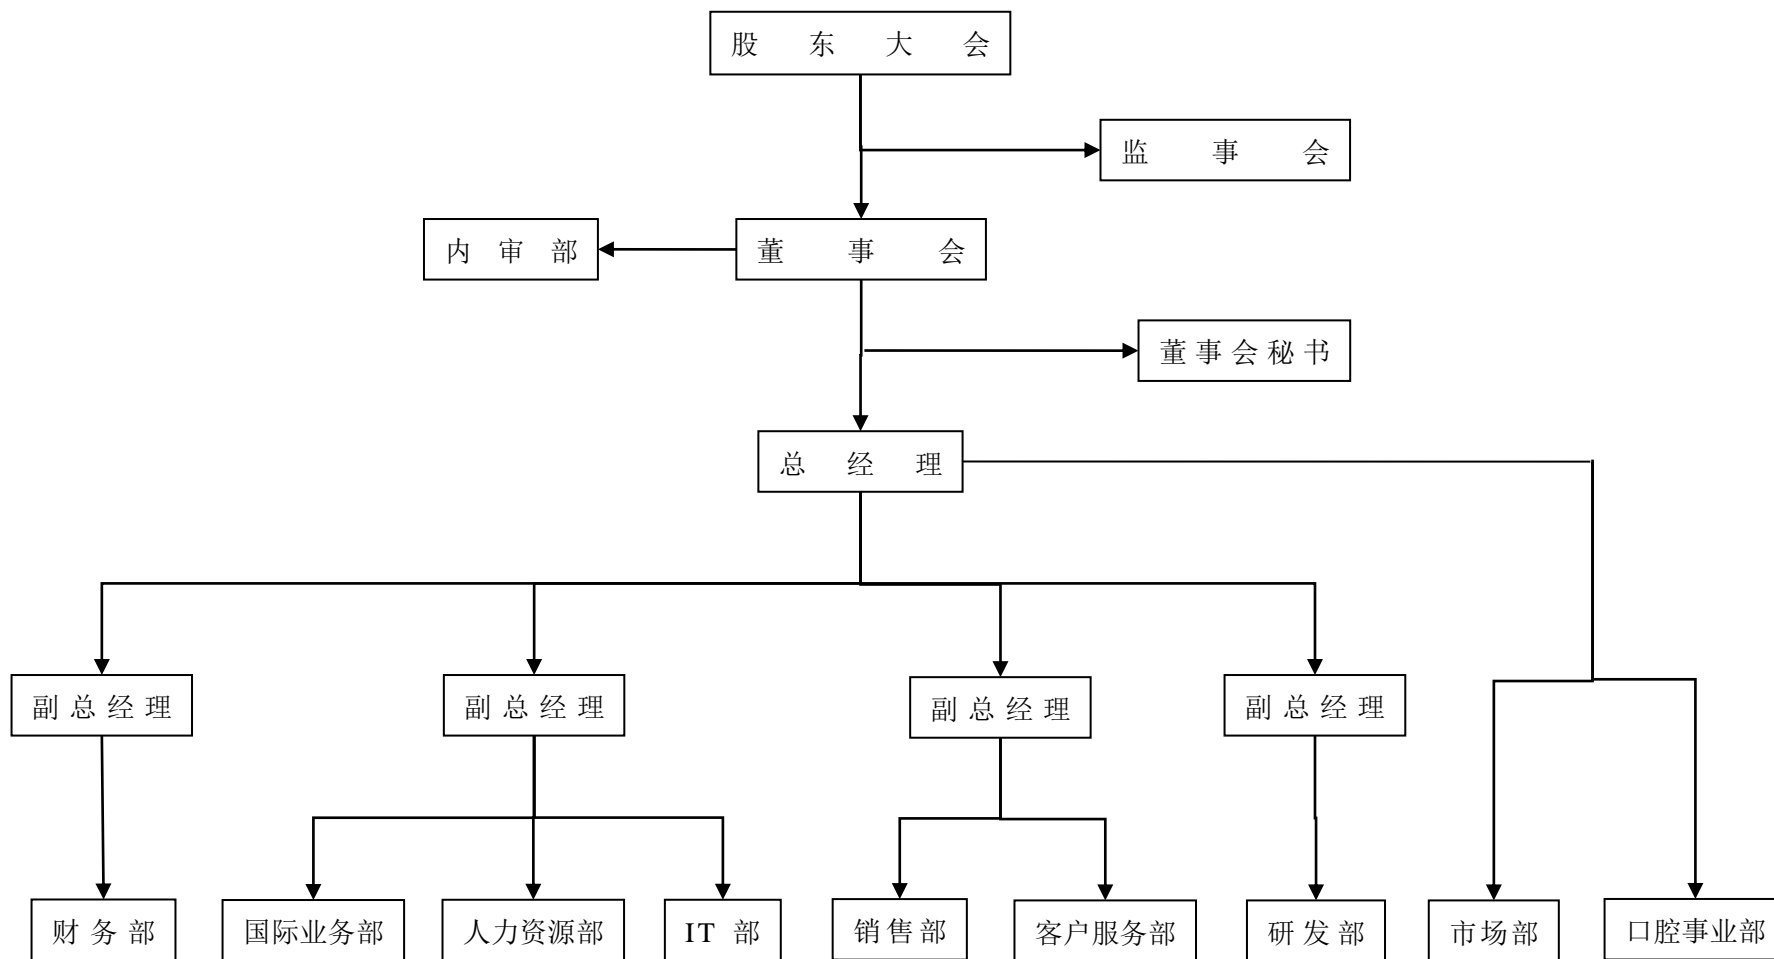 股东大会
监事会
内审部
董事会
董事会秘书
总经理
副总经理
副总经理
副总经理
副总经理
财务部
国际业务部
人力资源部
IT 部
销售部
客户服务部
研发部
市场部
口腔事业部